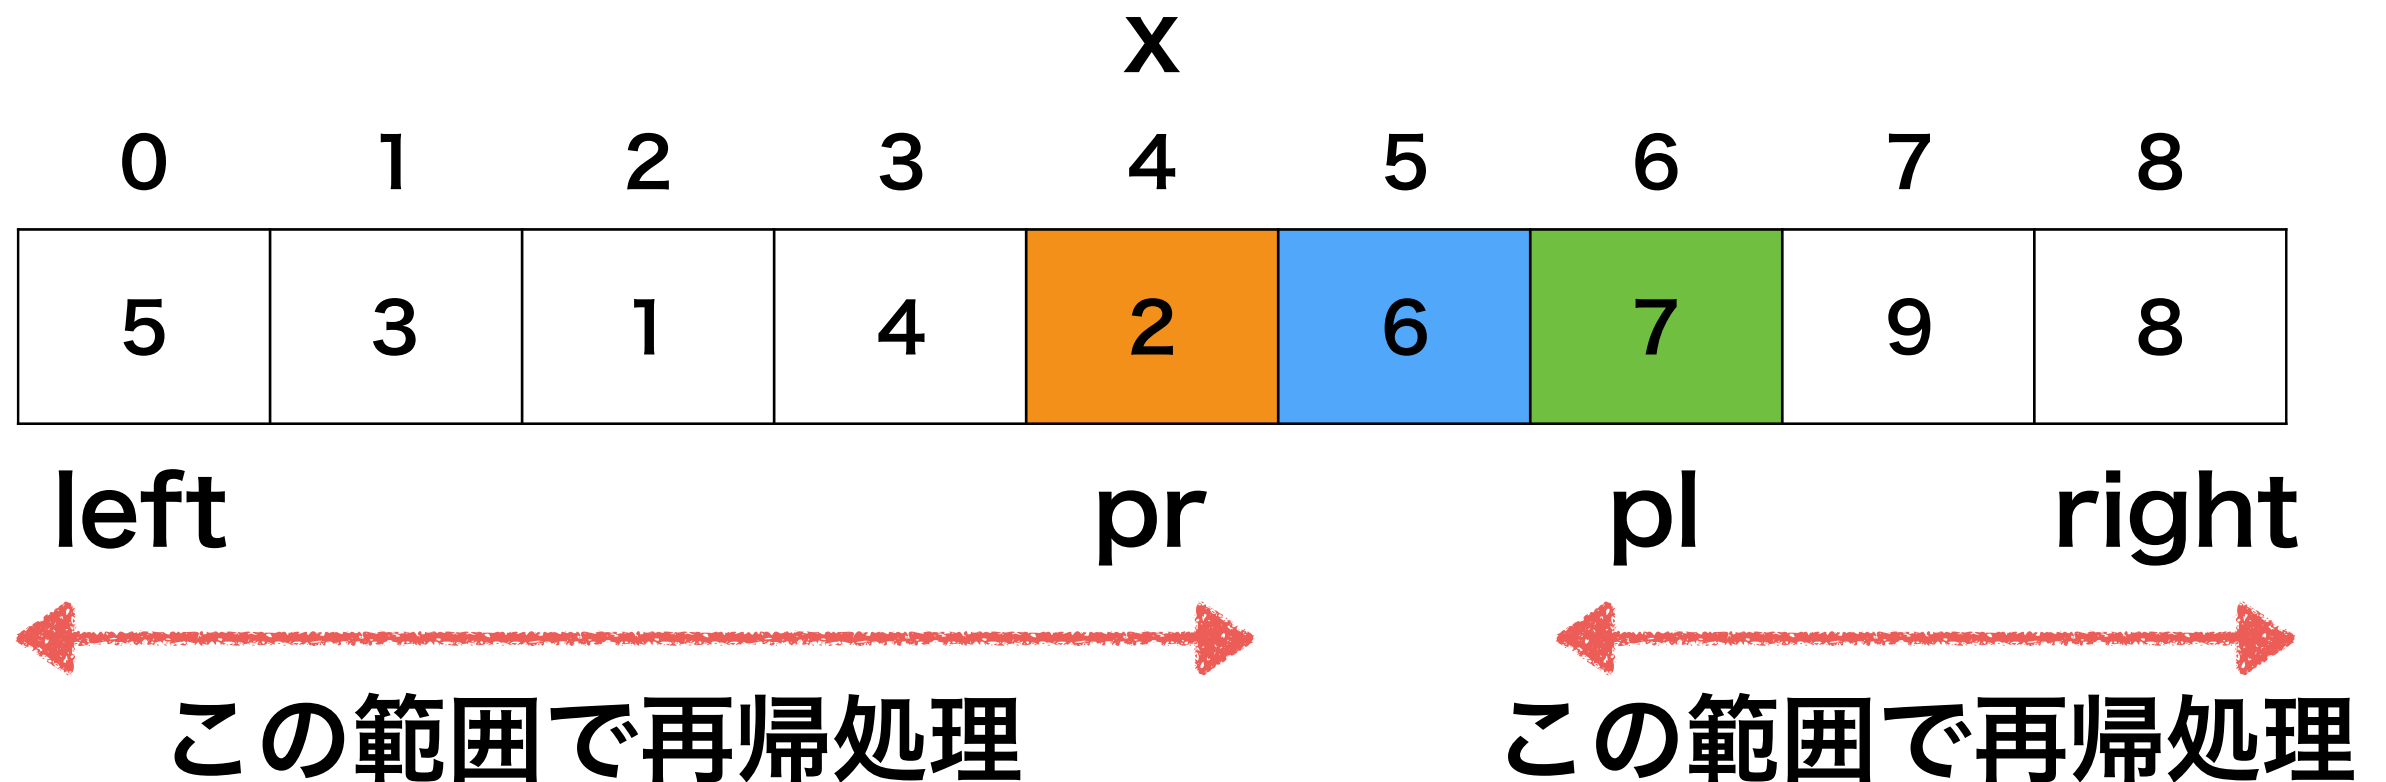 x
0 1 2 3 4 5 6 7 8
5 3 1 4 2 6 7 9 8
left pr pl right
この範囲で再帰処理 この範囲で再帰処理